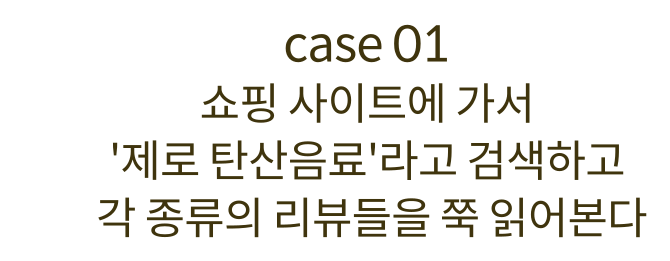 case 01
쇼핑 사이트에 가서
'제로 탄산음료'라고 검색하고
각 종류의 리뷰들을 쭉 읽어본다